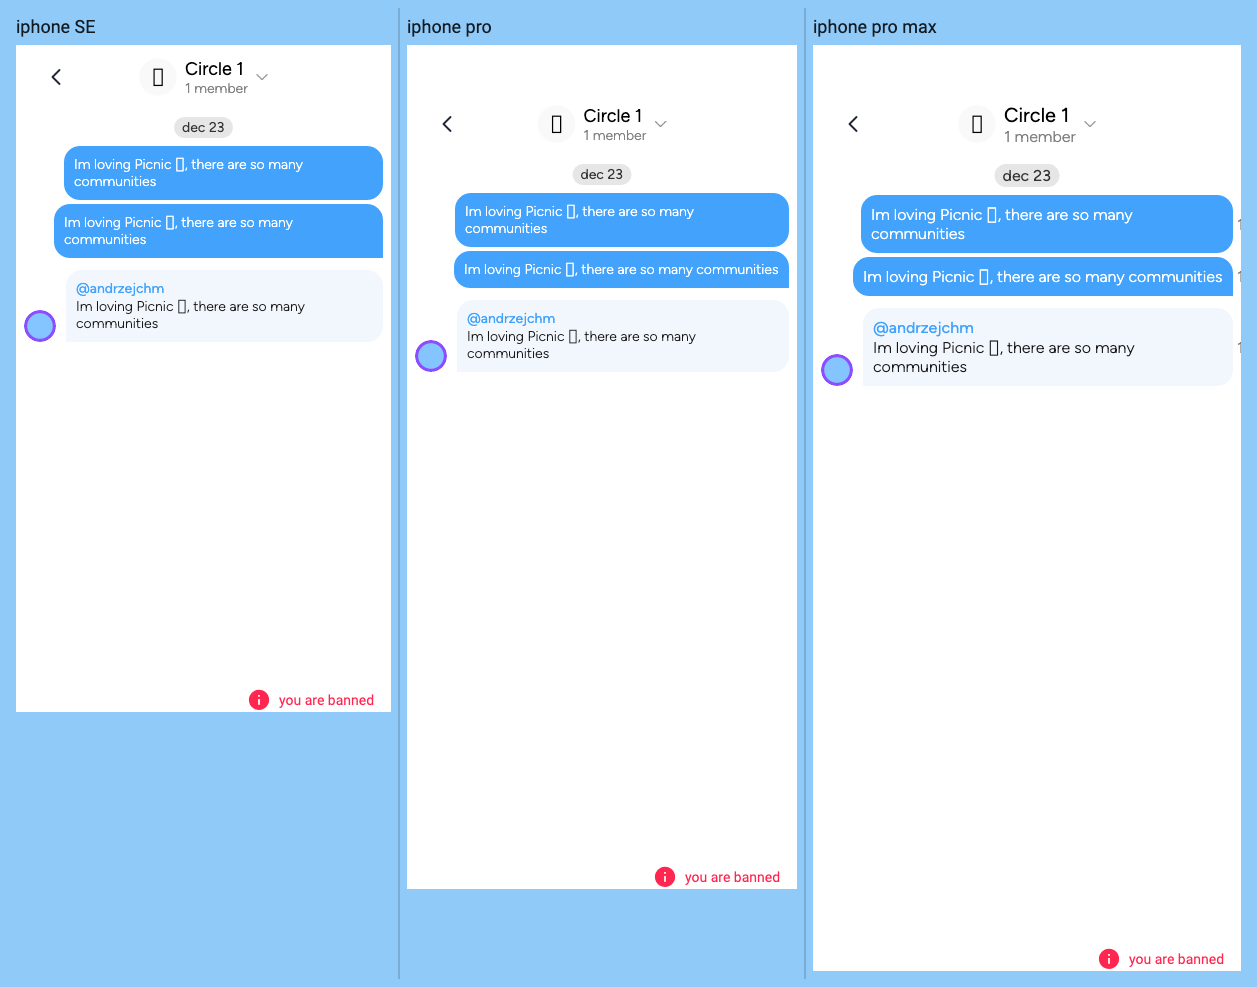 iphone SE
Circle 1
1 member
dec 23
Im loving Picnic ▯, there are so many
communities
Im loving Picnic ▯, there are so many
communities
@andrzejchm
Im loving Picnic ▯, there are so many
communities
you are banned
iphone pro
Circle 1
1 member
dec 23
Im loving Picnic ▯, there are so many
communities
Im loving Picnic ▯, there are so many communities
@andrzejchm
Im loving Picnic ▯, there are so many
communities
you are banned
iphone pro max
Circle 1
1 member
dec 23
Im loving Picnic ▯, there are so many
communities
Im loving Picnic ▯, there are so many communities
@andrzejchm
Im loving Picnic ▯, there are so many
communities
you are banned